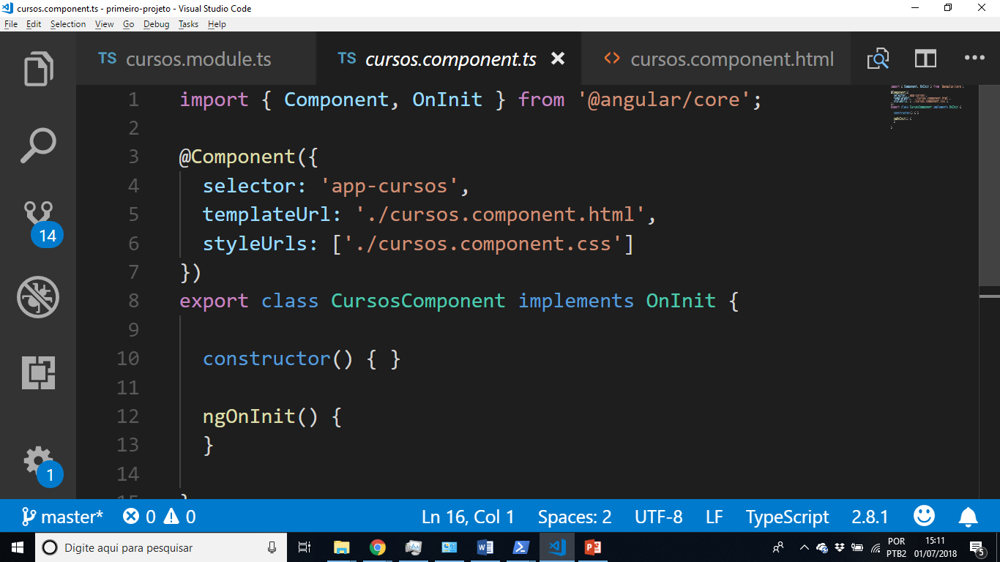 cursos.component.ts - primeiro-projeto - Visual Studio Code
File Edit Selection View Go Debug Tasks Help
TS cursos.module.ts TS cursos.component.ts cursos.component.html
1 import { Component, OnInit } from '@angular/core';
2
3 @Component({
4 selector: 'app-cursos',
5 templateUrl: './cursos.component.html',
6 styleUrls: ['./cursos.component.css']
7 })
8 export class CursosComponent implements OnInit {
9
10 constructor() { }
11
12 ngOnInit() {
13 }
14
14
1
master* 0 0 Ln 16, Col 1 Spaces: 2 UTF-8 LF TypeScript 2.8.1
Digite aqui para pesquisar
POR
PTB2
15:11
01/07/2018
5